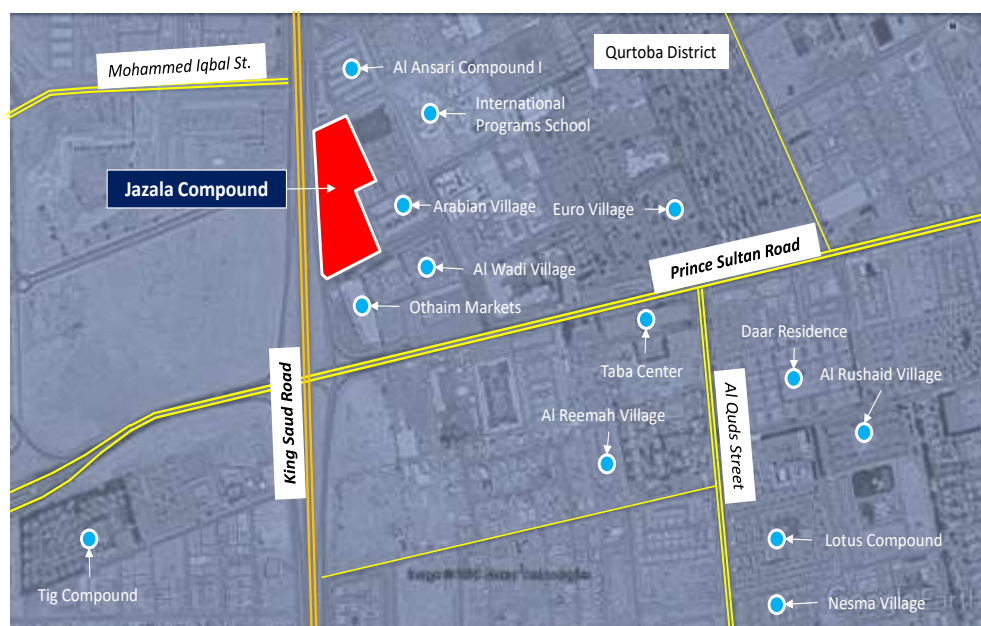 Mohammed Iqbal St.
Al Ansari Compound I
Qurtoba District
International
Programs School
Jazala Compound
Arabian Village
Euro Village
Al Wadi Village
Prince Sultan Road
Othaim Markets
Taba Center
Daar Residence
Al Rushaid Village
King Saud Road
Al Reemah Village
Al Quds Street
Tig Compound
Lotus Compound
Nesma Village